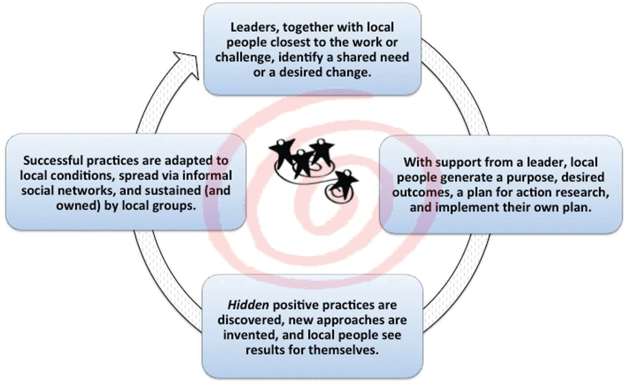 Leaders, together with local
people closest to the work or
challenge, identify a shared need
or a desired change.
With support from a leader, local
people generate a purpose, desired
outcomes, a plan for action research,
and implement their own plan.
Hidden positive practices are
discovered, new approaches are
invented, and local people see
results for themselves.
Successful practices are adapted to
local conditions, spread via informal
social networks, and sustained (and
owned) by local groups.